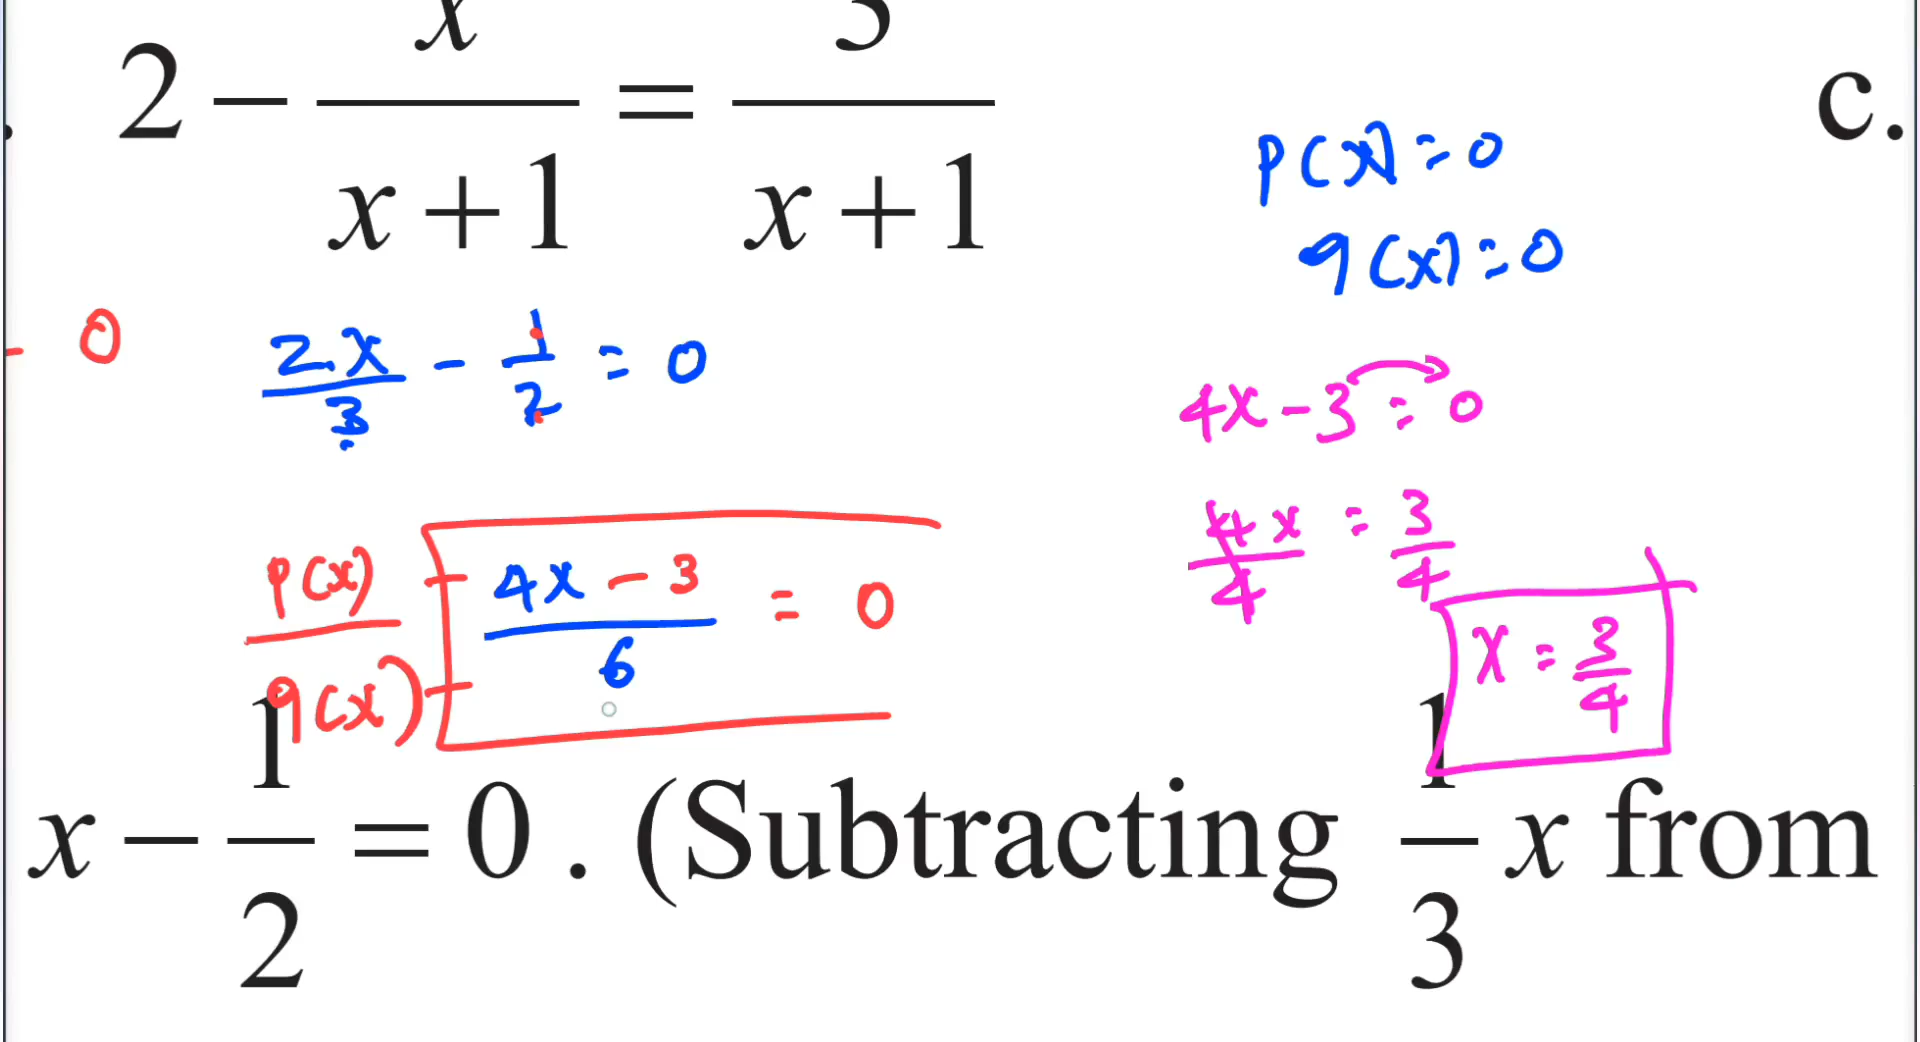 2 − x/(x + 1) = 3/(x + 1)
c.
P(x) = 0
q(x) = 0
- 0
2x/3 - 1/2 = 0
4x - 3 = 0
4x/4 = 3/4
P(x)/q(x) = (4x - 3)/6 = 0
x = 3/4
x − 1/2 = 0 . (Subtracting 1/3 x from